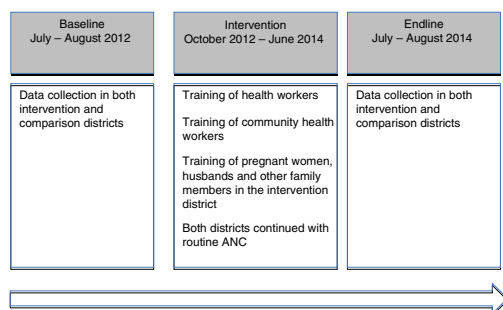 Baseline
July – August 2012
Data collection in both
intervention and
comparison districts
Intervention
October 2012 – June 2014
Training of health workers
Training of community health
workers
Training of pregnant women,
husbands and other family
members in the intervention
district
Both districts continued with
routine ANC
Endline
July – August 2014
Data collection in both
intervention and
comparison districts